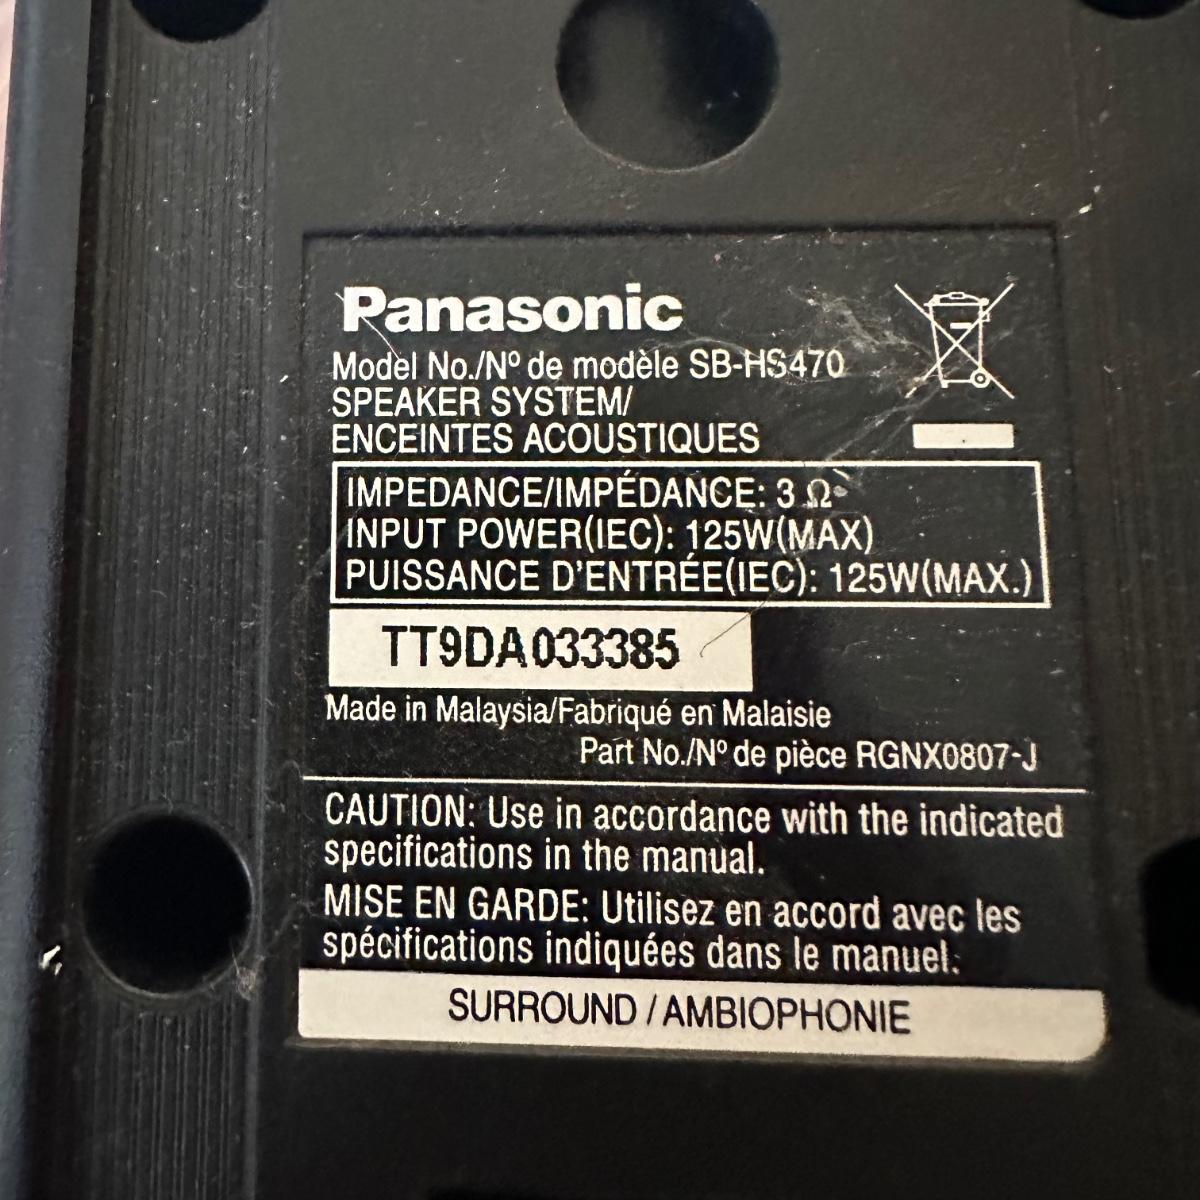 Panasonic
Model No./Nº de modèle SB-HS470
SPEAKER SYSTEM/
ENCEINTES ACOUSTIQUES
IMPEDANCE/IMPÉDANCE: 3 Ω
INPUT POWER(IEC): 125W(MAX)
PUISSANCE D'ENTRÉE(IEC): 125W(MAX.)
TT9DA033385
Made in Malaysia/Fabriqué en Malaisie
Part No./Nº de pièce RGNX0807-J
CAUTION: Use in accordance with the indicated
specifications in the manual.
MISE EN GARDE: Utilisez en accord avec les
spécifications indiquées dans le manuel.
SURROUND / AMBIOPHONIE